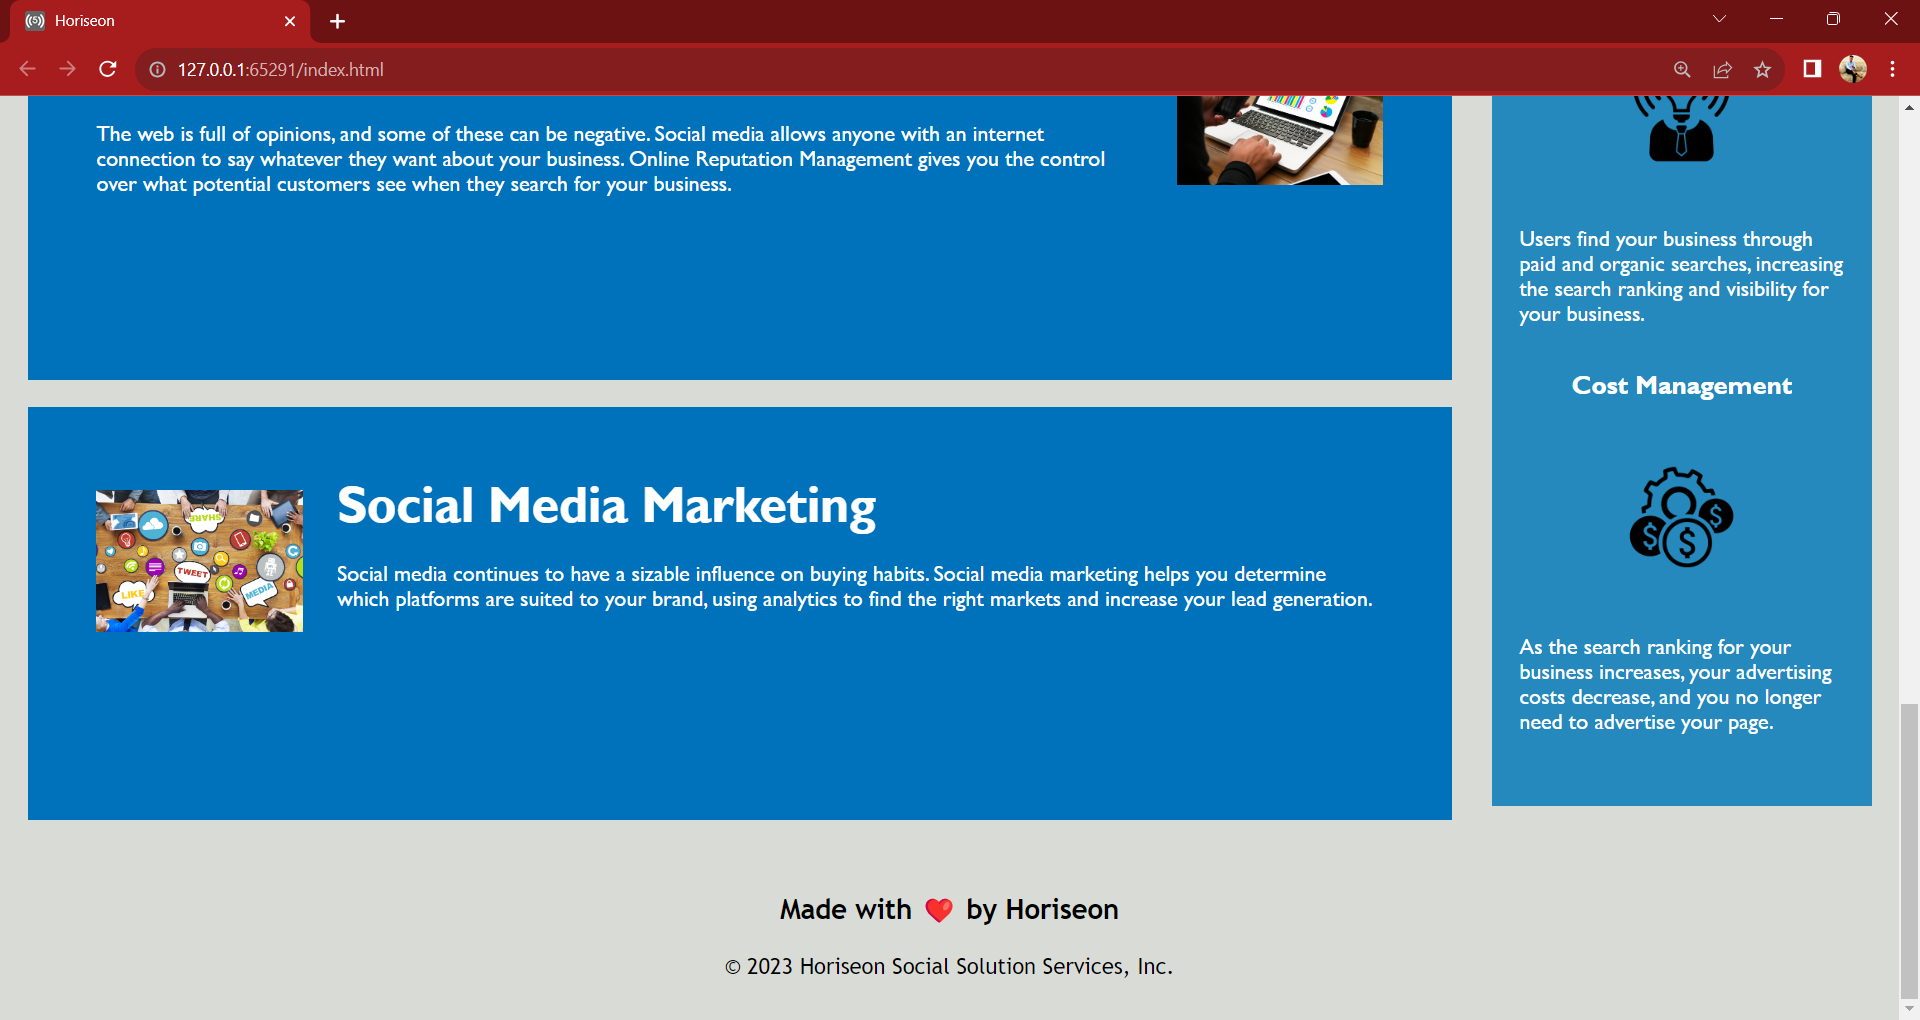 Horiseon
127.0.0.1:65291/index.html
The web is full of opinions, and some of these can be negative. Social media allows anyone with an internet
connection to say whatever they want about your business. Online Reputation Management gives you the control
over what potential customers see when they search for your business.
Users find your business through
paid and organic searches, increasing
the search ranking and visibility for
your business.
Cost Management
$ $ $
As the search ranking for your
business increases, your advertising
costs decrease, and you no longer
need to advertise your page.
SHARE
TWEET
LIKE
MEDIA
Social Media Marketing
Social media continues to have a sizable influence on buying habits. Social media marketing helps you determine
which platforms are suited to your brand, using analytics to find the right markets and increase your lead generation.
Made with ❤️ by Horiseon
© 2023 Horiseon Social Solution Services, Inc.